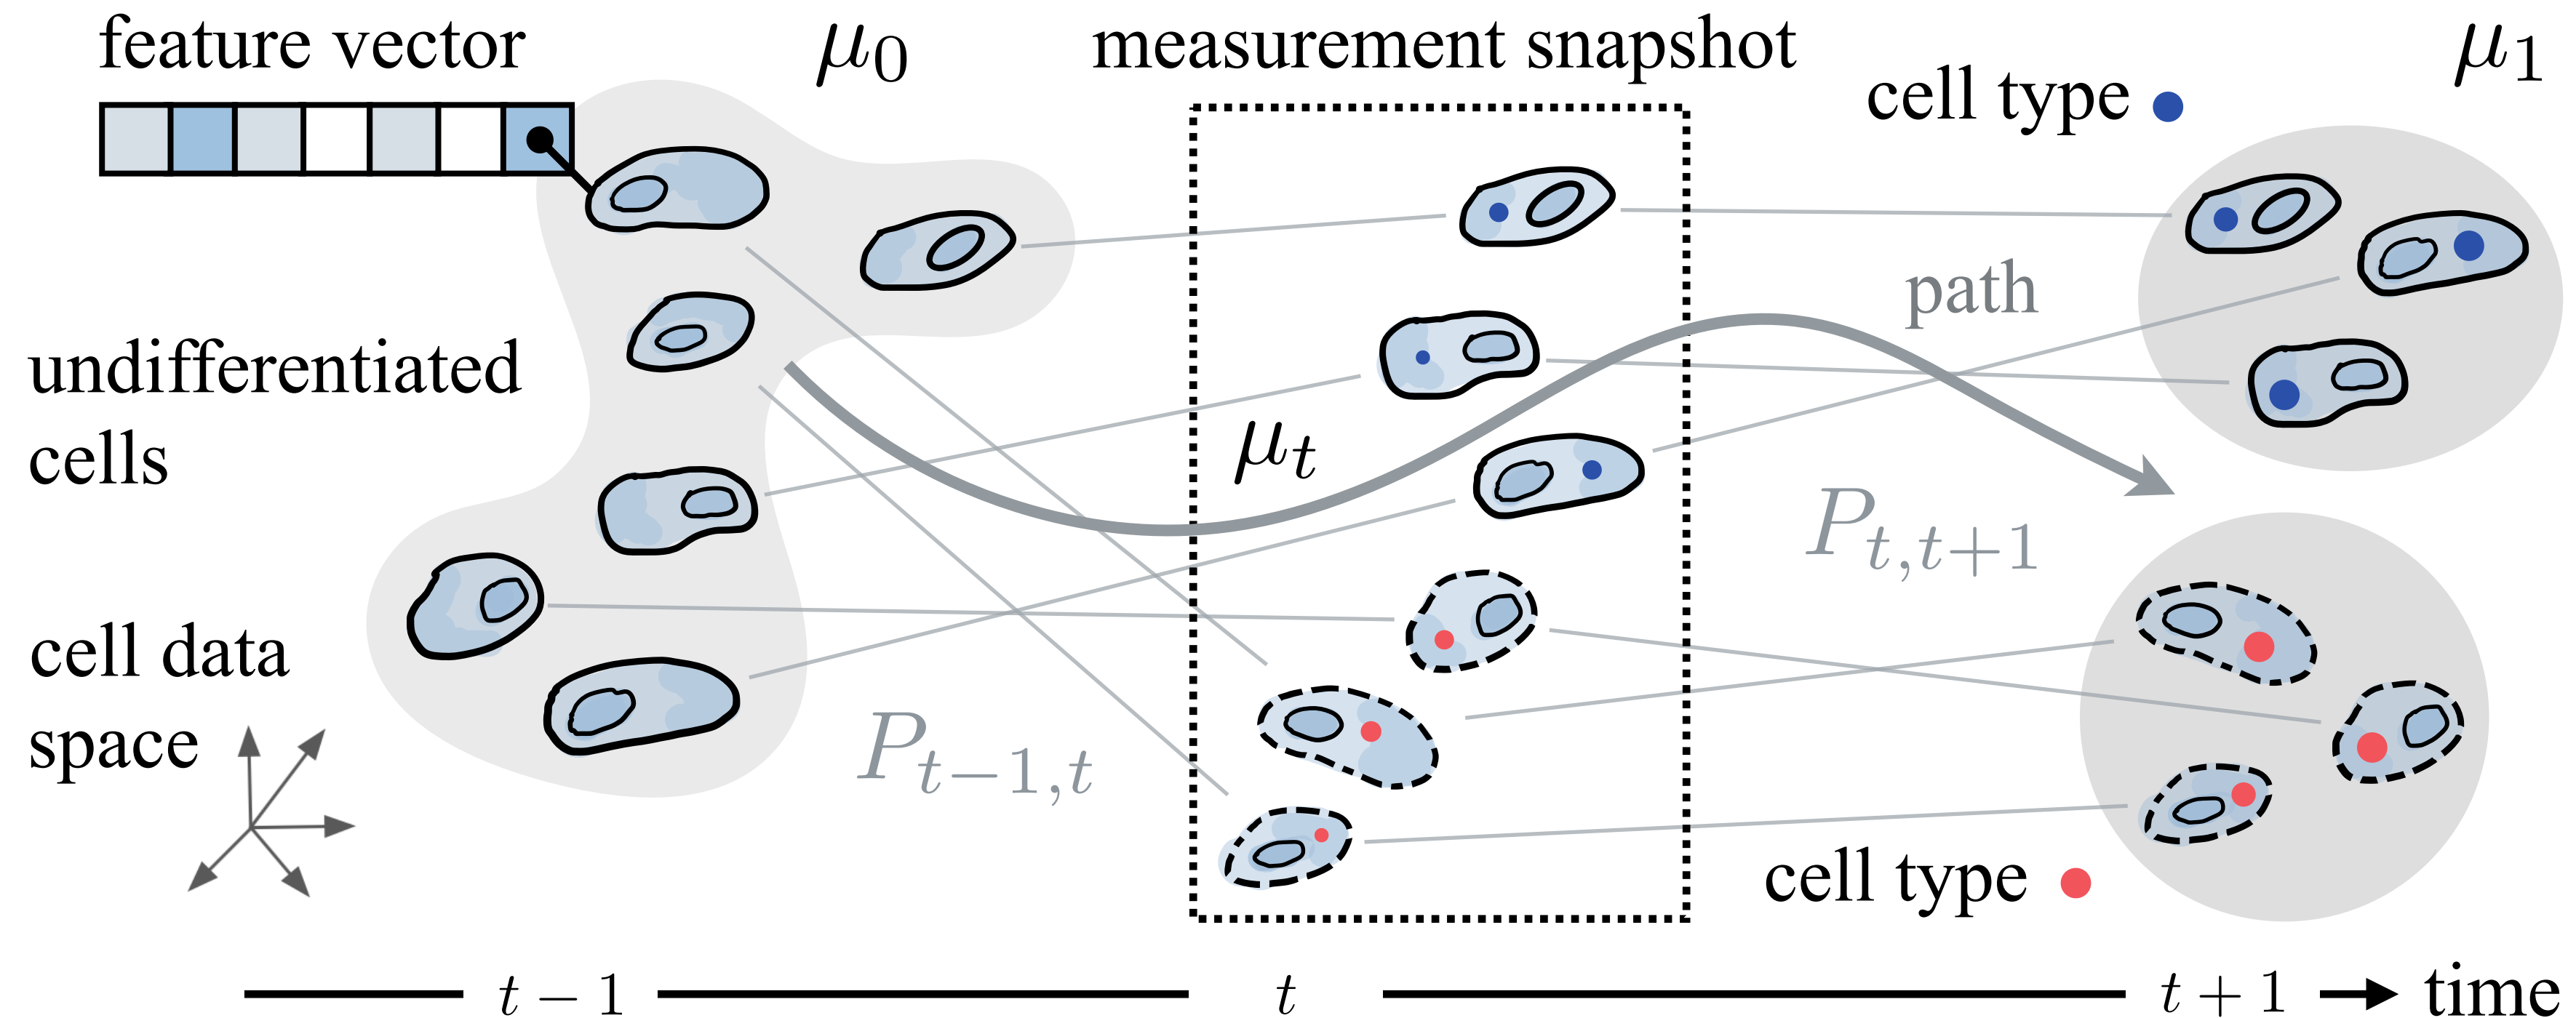 feature vector
μ₀
measurement snapshot
μ₁
cell type
path
undifferentiated
cells
μₜ
Pₜ,ₜ₊₁
cell data
space
Pₜ₋₁,ₜ
cell type
t − 1
t
t + 1
time